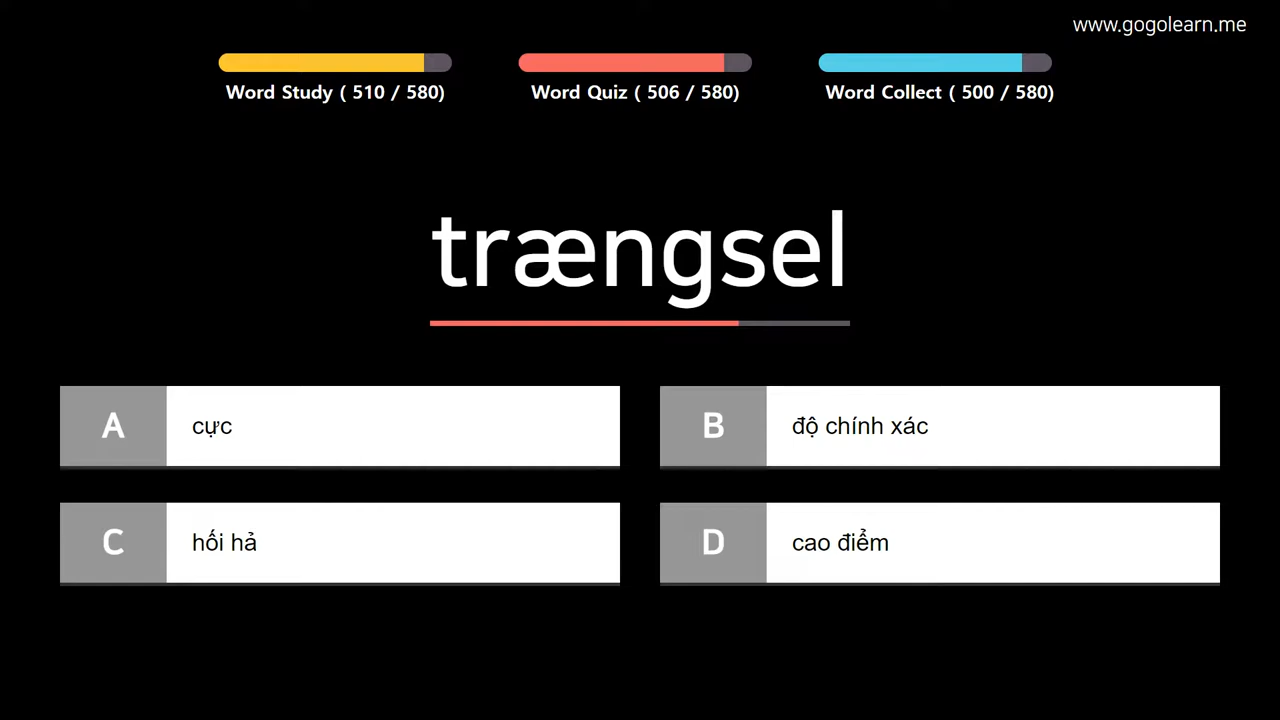 www.gogolearn.me
Word Study ( 510 / 580)
Word Quiz ( 506 / 580)
Word Collect ( 500 / 580)
trængsel
A cực
B độ chính xác
C hối hả
D cao điểm